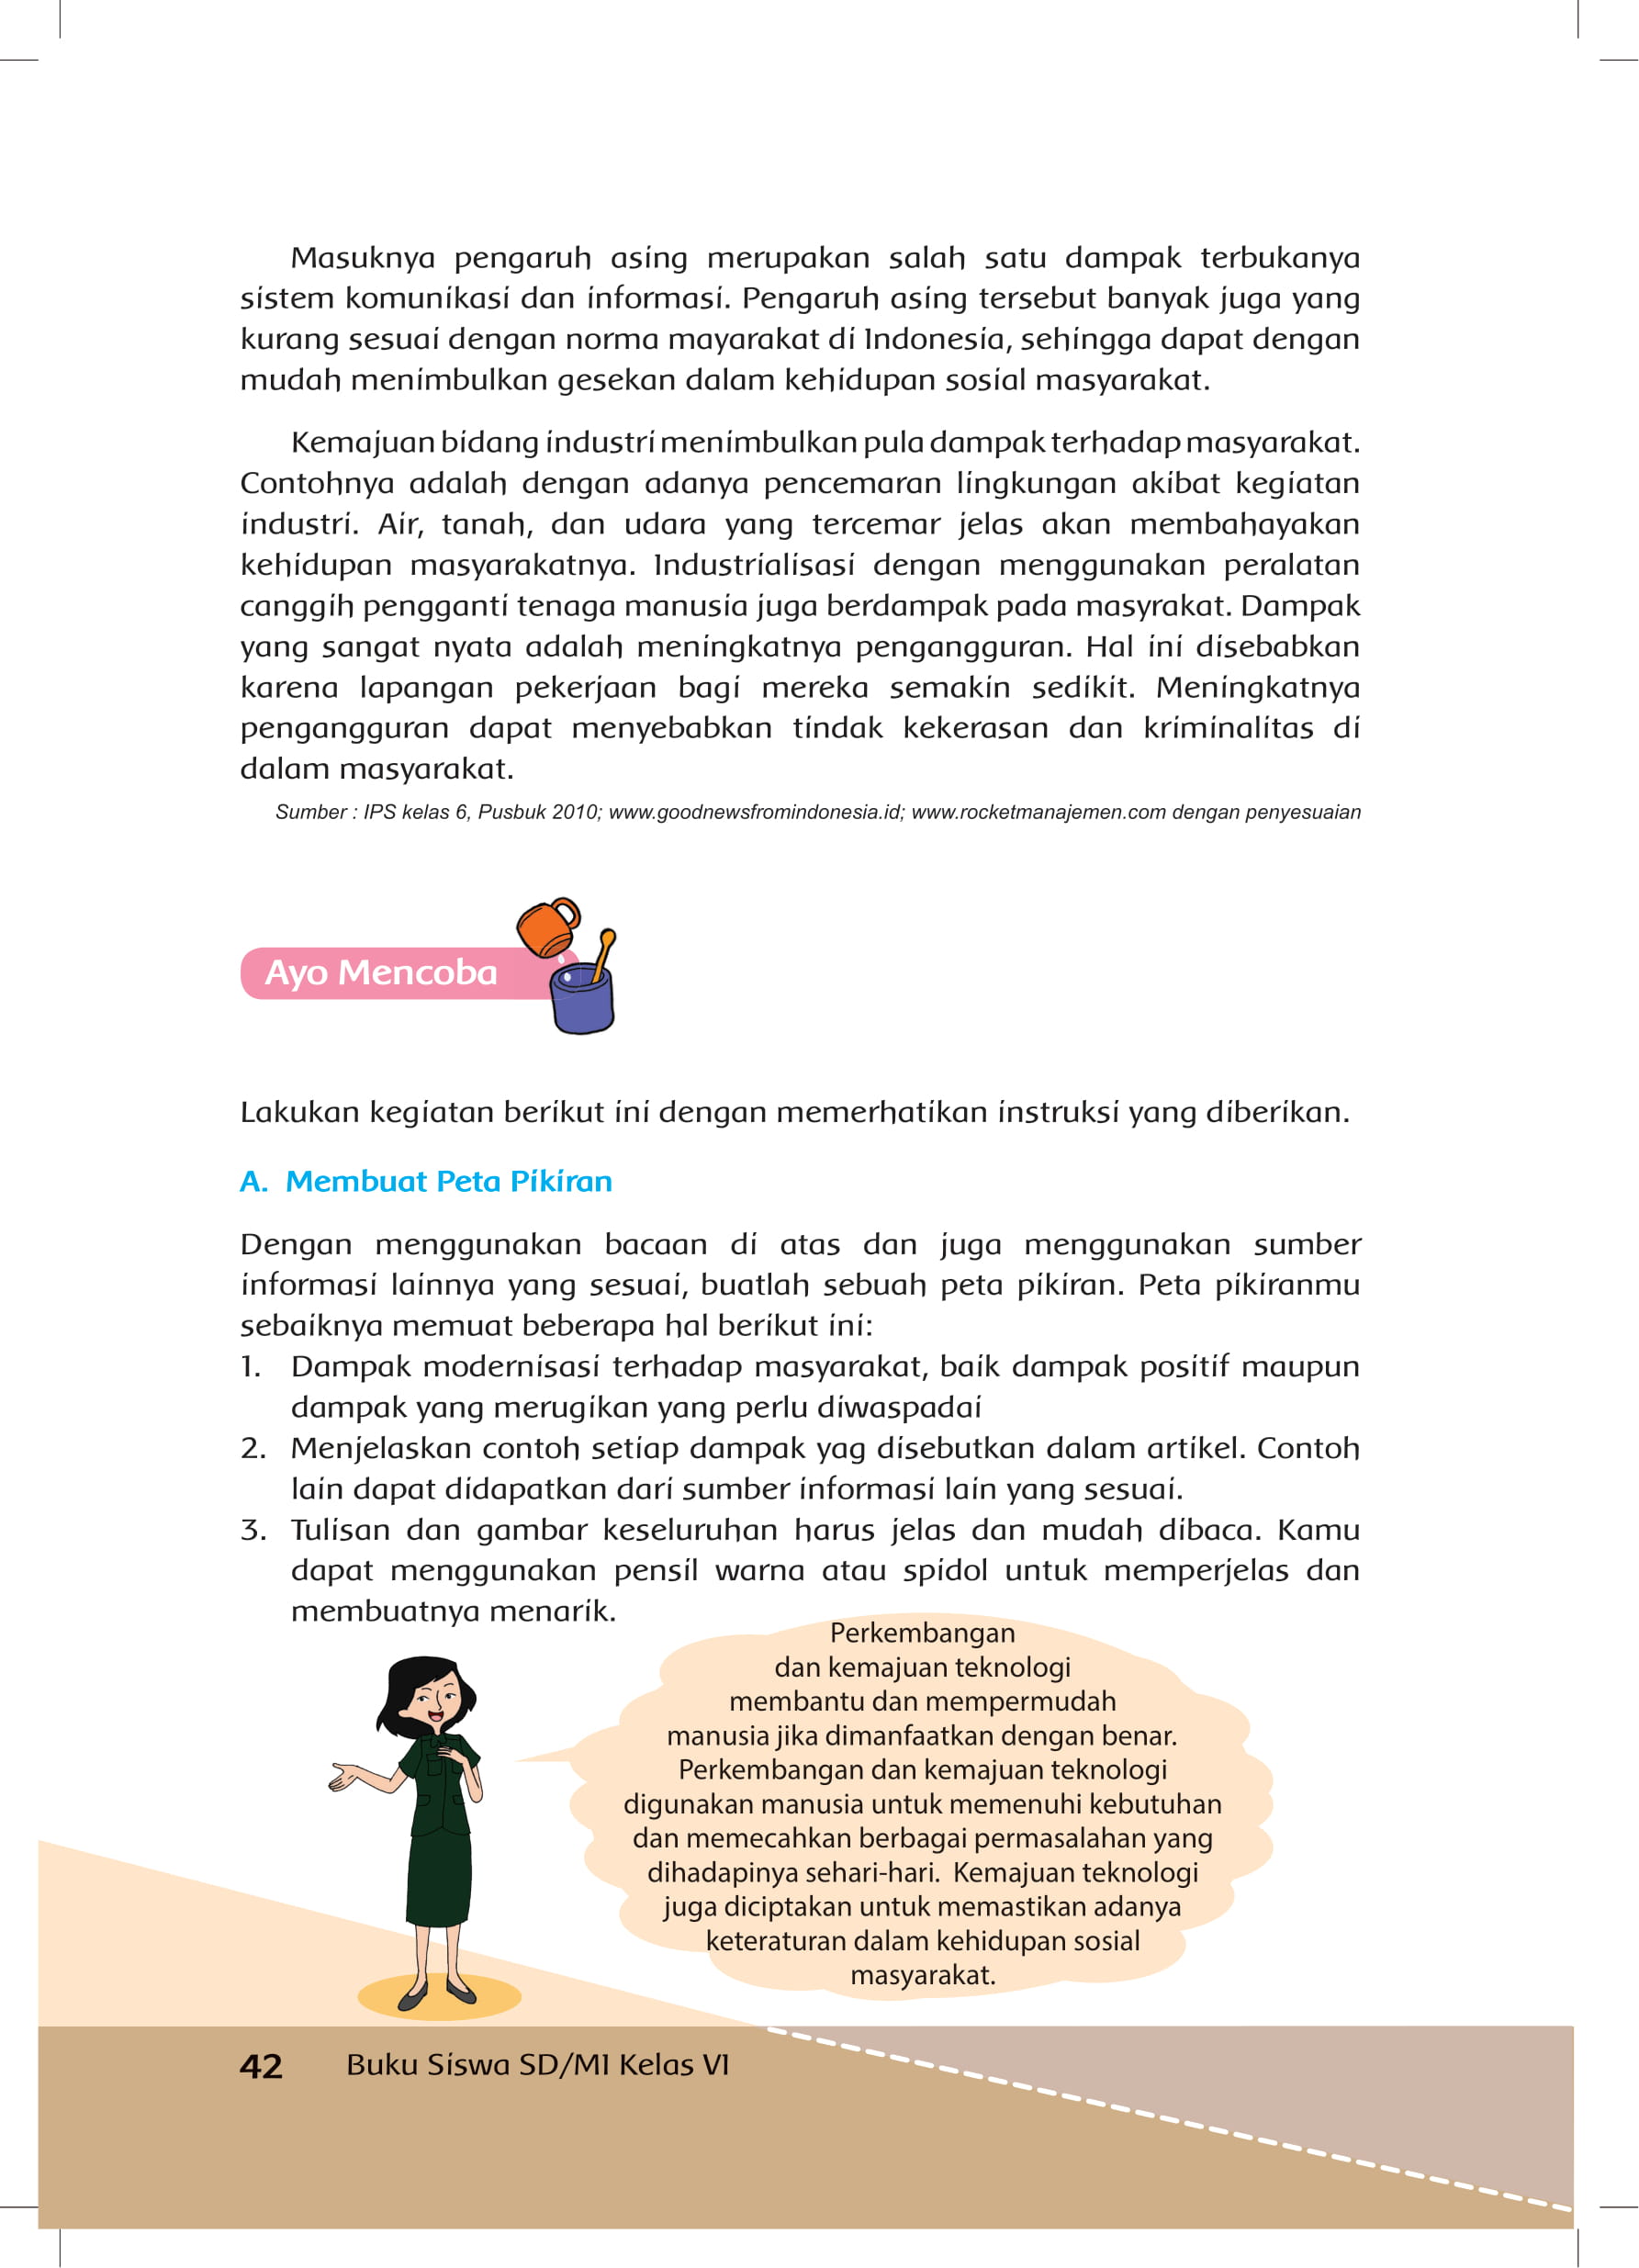 Masuknya pengaruh asing merupakan salah satu dampak terbukanya
sistem komunikasi dan informasi. Pengaruh asing tersebut banyak juga yang
kurang sesuai dengan norma mayarakat di Indonesia, sehingga dapat dengan
mudah menimbulkan gesekan dalam kehidupan sosial masyarakat.
Kemajuan bidang industri menimbulkan pula dampak terhadap masyarakat.
Contohnya adalah dengan adanya pencemaran lingkungan akibat kegiatan
industri. Air, tanah, dan udara yang tercemar jelas akan membahayakan
kehidupan masyarakatnya. Industrialisasi dengan menggunakan peralatan
canggih pengganti tenaga manusia juga berdampak pada masyrakat. Dampak
yang sangat nyata adalah meningkatnya pengangguran. Hal ini disebabkan
karena lapangan pekerjaan bagi mereka semakin sedikit. Meningkatnya
pengangguran dapat menyebabkan tindak kekerasan dan kriminalitas di
dalam masyarakat.
Sumber : IPS kelas 6, Pusbuk 2010; www.goodnewsfromindonesia.id; www.rocketmanajemen.com dengan penyesuaian
Ayo Mencoba
Lakukan kegiatan berikut ini dengan memerhatikan instruksi yang diberikan.
A. Membuat Peta Pikiran
Dengan menggunakan bacaan di atas dan juga menggunakan sumber
informasi lainnya yang sesuai, buatlah sebuah peta pikiran. Peta pikiranmu
sebaiknya memuat beberapa hal berikut ini:
1. Dampak modernisasi terhadap masyarakat, baik dampak positif maupun
dampak yang merugikan yang perlu diwaspadai
2. Menjelaskan contoh setiap dampak yag disebutkan dalam artikel. Contoh
lain dapat didapatkan dari sumber informasi lain yang sesuai.
3. Tulisan dan gambar keseluruhan harus jelas dan mudah dibaca. Kamu
dapat menggunakan pensil warna atau spidol untuk memperjelas dan
membuatnya menarik.
Perkembangan
dan kemajuan teknologi
membantu dan mempermudah
manusia jika dimanfaatkan dengan benar.
Perkembangan dan kemajuan teknologi
digunakan manusia untuk memenuhi kebutuhan
dan memecahkan berbagai permasalahan yang
dihadapinya sehari-hari. Kemajuan teknologi
juga diciptakan untuk memastikan adanya
keteraturan dalam kehidupan sosial
masyarakat.
42 Buku Siswa SD/MI Kelas VI